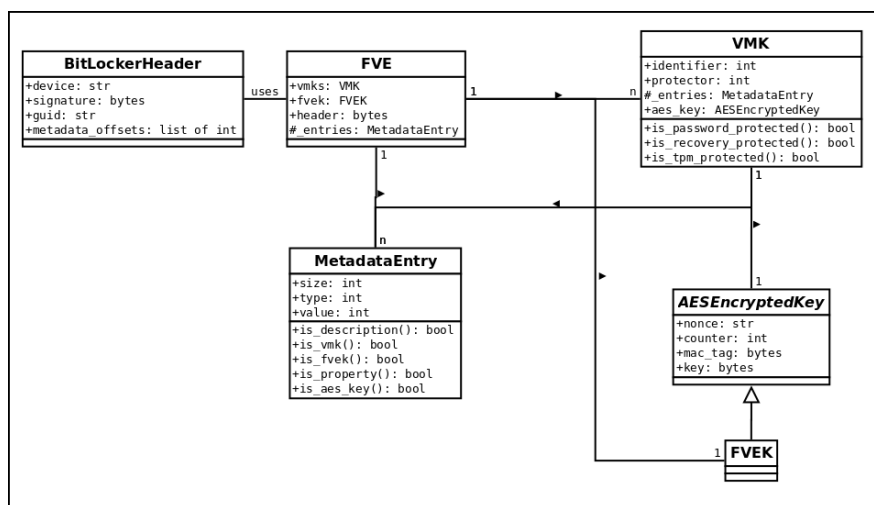 BitLockerHeader
+device: str
+signature: bytes
+guid: str
+metadata_offsets: list of int
uses
FVE
+vmks: VMK
+fvek: FVEK
+header: bytes
#_entries: MetadataEntry
1
1
n
VMK
+identifier: int
+protector: int
#_entries: MetadataEntry
+aes_key: AESEncryptedKey
+is_password_protected(): bool
+is_recovery_protected(): bool
+is_tpm_protected(): bool
1
n
MetadataEntry
+size: int
+type: int
+value: int
+is_description(): bool
+is_vmk(): bool
+is_fvek(): bool
+is_property(): bool
+is_aes_key(): bool
1
AESEncryptedKey
+nonce: str
+counter: int
+mac_tag: bytes
+key: bytes
1
FVEK